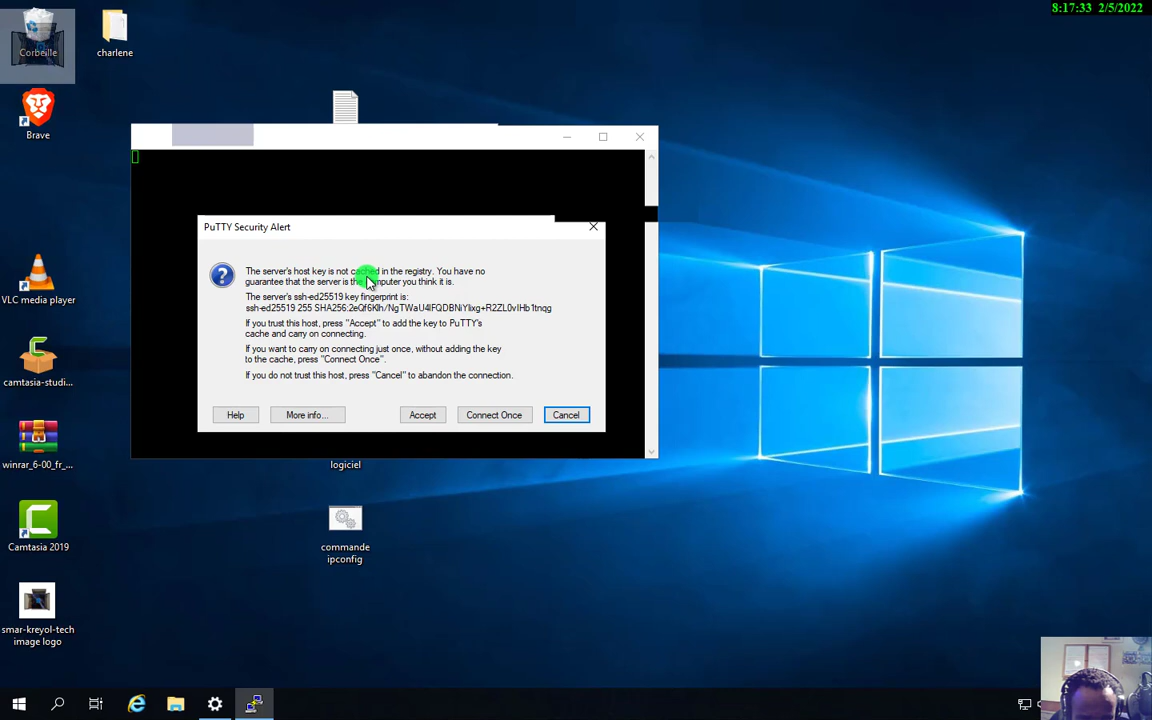 8:17:33 2/5/2022
Corbeille
charlene
Brave
PuTTY Security Alert
The server's host key is not cached in the registry. You have no
guarantee that the server is the computer you think it is.
The server's ssh-ed25519 key fingerprint is:
ssh-ed25519 255
If you trust this host, press "Accept" to add the key to PuTTY's
cache and carry on connecting.
If you want to carry on connecting just once, without adding the key
to the cache, press "Connect Once".
If you do not trust this host, press "Cancel" to abandon the connection.
Help
More info...
Accept
Connect Once
Cancel
VLC media player
camtasia-studi...
winrar_6-00_fr_...
logiciel
Camtasia 2019
commande
ipconfig
smar-kreyol-tech
image logo